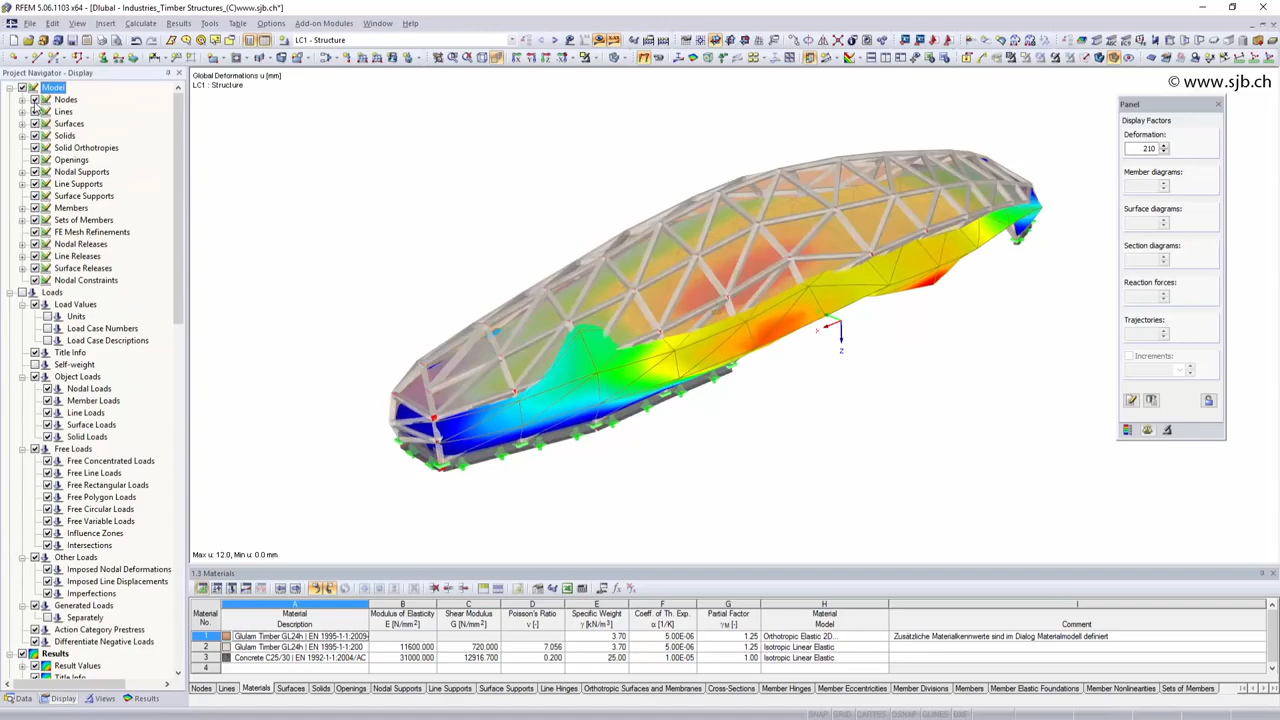 RFEM 5.06.1103 x64 - [Dlubal - Industries_Timber Structures_(C)www.sjb.ch*]
File Edit View Insert Calculate Results Tools Table Options Add-on Modules Window Help
LC1 - Structure
Project Navigator - Display
Model
Nodes
Lines
Surfaces
Solids
Solid Orthotropies
Openings
Nodal Supports
Line Supports
Surface Supports
Members
Sets of Members
FE Mesh Refinements
Nodal Releases
Line Releases
Surface Releases
Nodal Constraints
Loads
Load Values
Units
Load Case Numbers
Load Case Descriptions
Title Info
Self-weight
Object Loads
Nodal Loads
Member Loads
Line Loads
Surface Loads
Solid Loads
Free Loads
Free Concentrated Loads
Free Line Loads
Free Rectangular Loads
Free Polygon Loads
Free Circular Loads
Free Variable Loads
Influence Zones
Intersections
Other Loads
Imposed Nodal Deformations
Imposed Line Displacements
Imperfections
Generated Loads
Separately
Action Category Prestress
Differentiate Negative Loads
Results
Result Values
Title Info
Data Display Views Results
Global Deformations u [mm]
LC1 : Structure
© www.sjb.ch
x
z
Max u: 12.0, Min u: 0.0 mm
Panel
Display Factors
Deformation:
210
Member diagrams:
Surface diagrams:
Section diagrams:
Reaction forces:
Trajectories:
Increments:
1.3 Materials
A B C D E F G H I
Material No. Material Description Modulus of Elasticity E [N/mm²] Shear Modulus G [N/mm²] Poisson's Ratio ν [-] Specific Weight γ [kN/m³] Coeff. of Th. Exp. α [1/K] Partial Factor γM [-] Material Model Comment
1 Glulam Timber GL24h | EN 1995-1-1:2009- 3.70 5.00E-06 1.25 Orthotropic Elastic 2D... Zusätzliche Materialkennwerte sind im Dialog Materialmodell definiert
2 Glulam Timber GL24h | EN 1995-1-1:200 11600.000 720.000 7.056 3.70 5.00E-06 1.25 Isotropic Linear Elastic
3 Concrete C25/30 | EN 1992-1-1:2004/AC 31000.000 12916.700 0.200 25.00 1.00E-05 1.00 Isotropic Linear Elastic
4
Nodes Lines Materials Surfaces Solids Openings Nodal Supports Line Supports Surface Supports Line Hinges Orthotropic Surfaces and Membranes Cross-Sections Member Hinges Member Eccentricities Member Divisions Members Member Elastic Foundations Member Nonlinearities Sets of Members
SNAP GRID CARTES OSNAP GLINES DXF